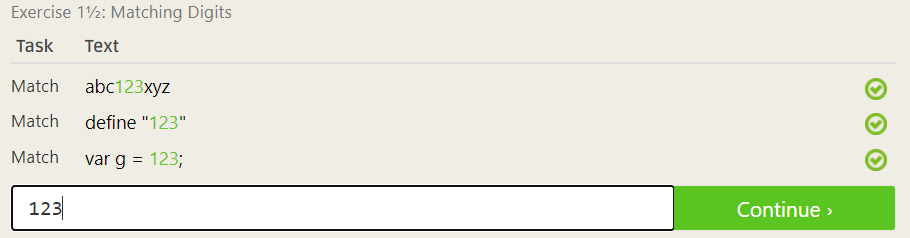 Exercise 1½: Matching Digits
Task Text
Match abc123xyz
Match define "123"
Match var g = 123;
123 Continue ›